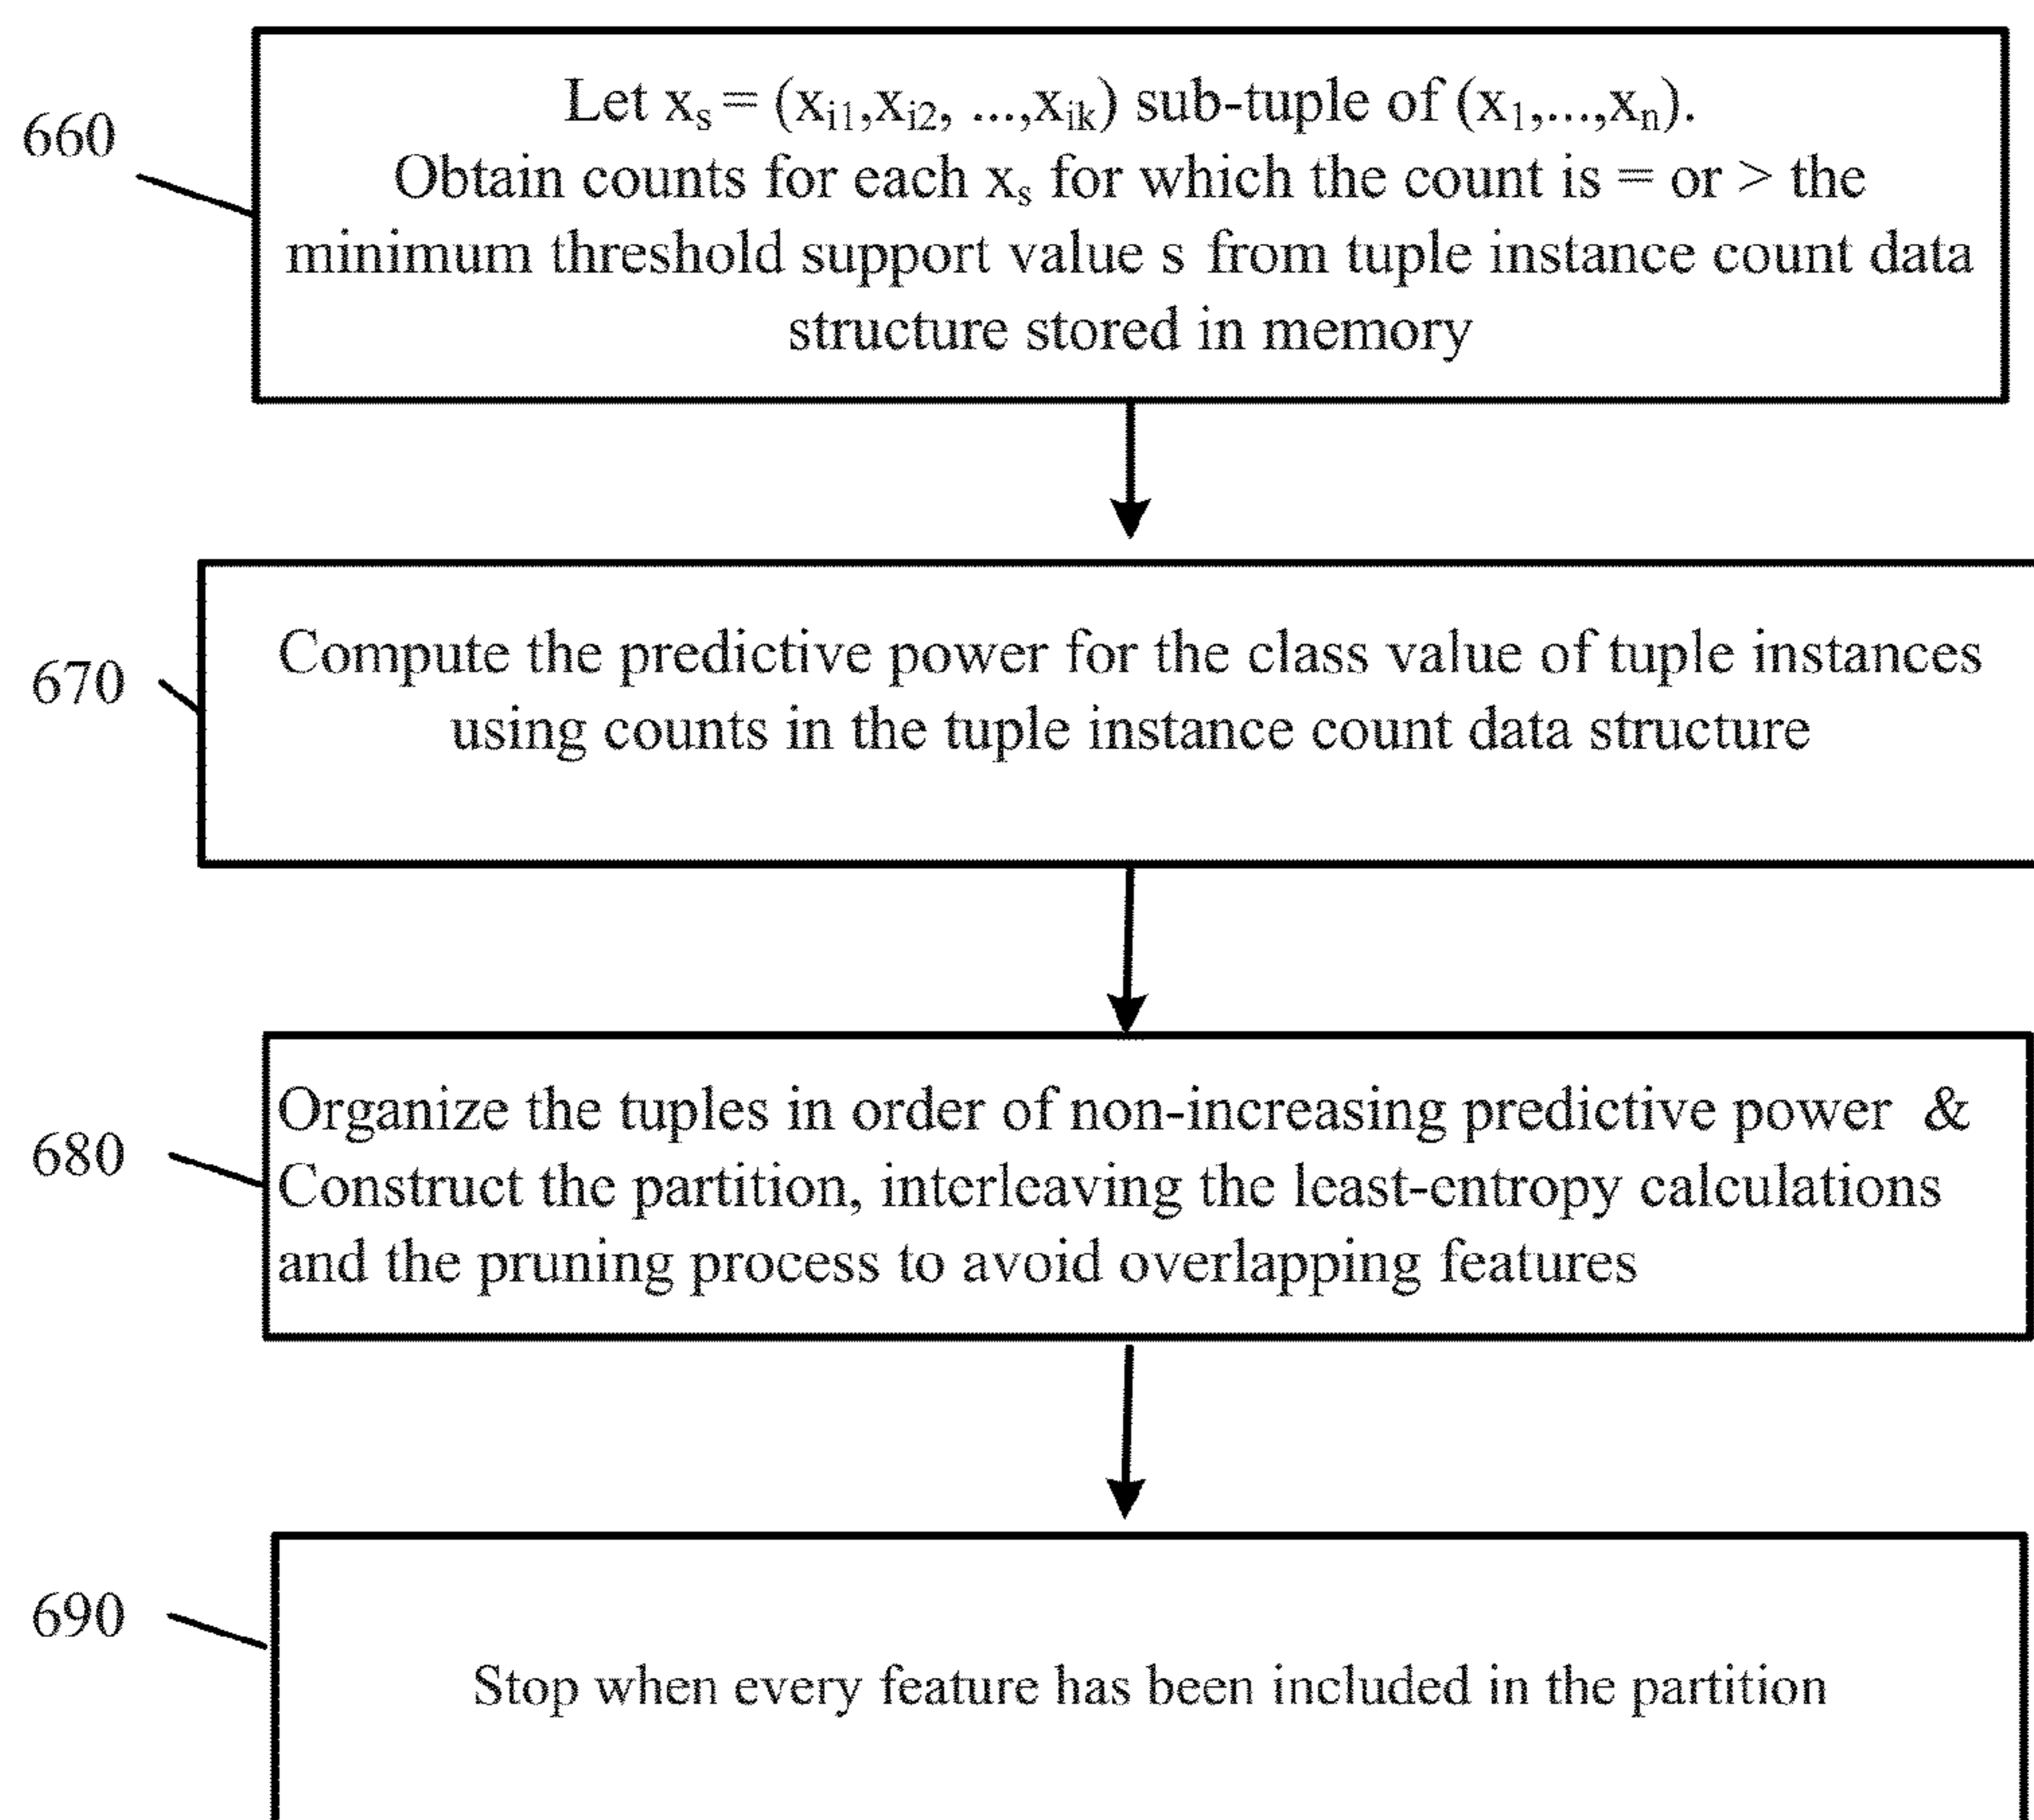 Let xs = (xi1,xi2, ...,xik) sub-tuple of (x1,...,xn).
660
Obtain counts for each xs for which the count is = or > the
minimum threshold support value s from tuple instance count data
structure stored in memory
Compute the predictive power for the class value of tuple instances
670
using counts in the tuple instance count data structure
Organize the tuples in order of non-increasing predictive power &
680
Construct the partition, interleaving the least-entropy calculations
and the pruning process to avoid overlapping features
690
Stop when every feature has been included in the partition